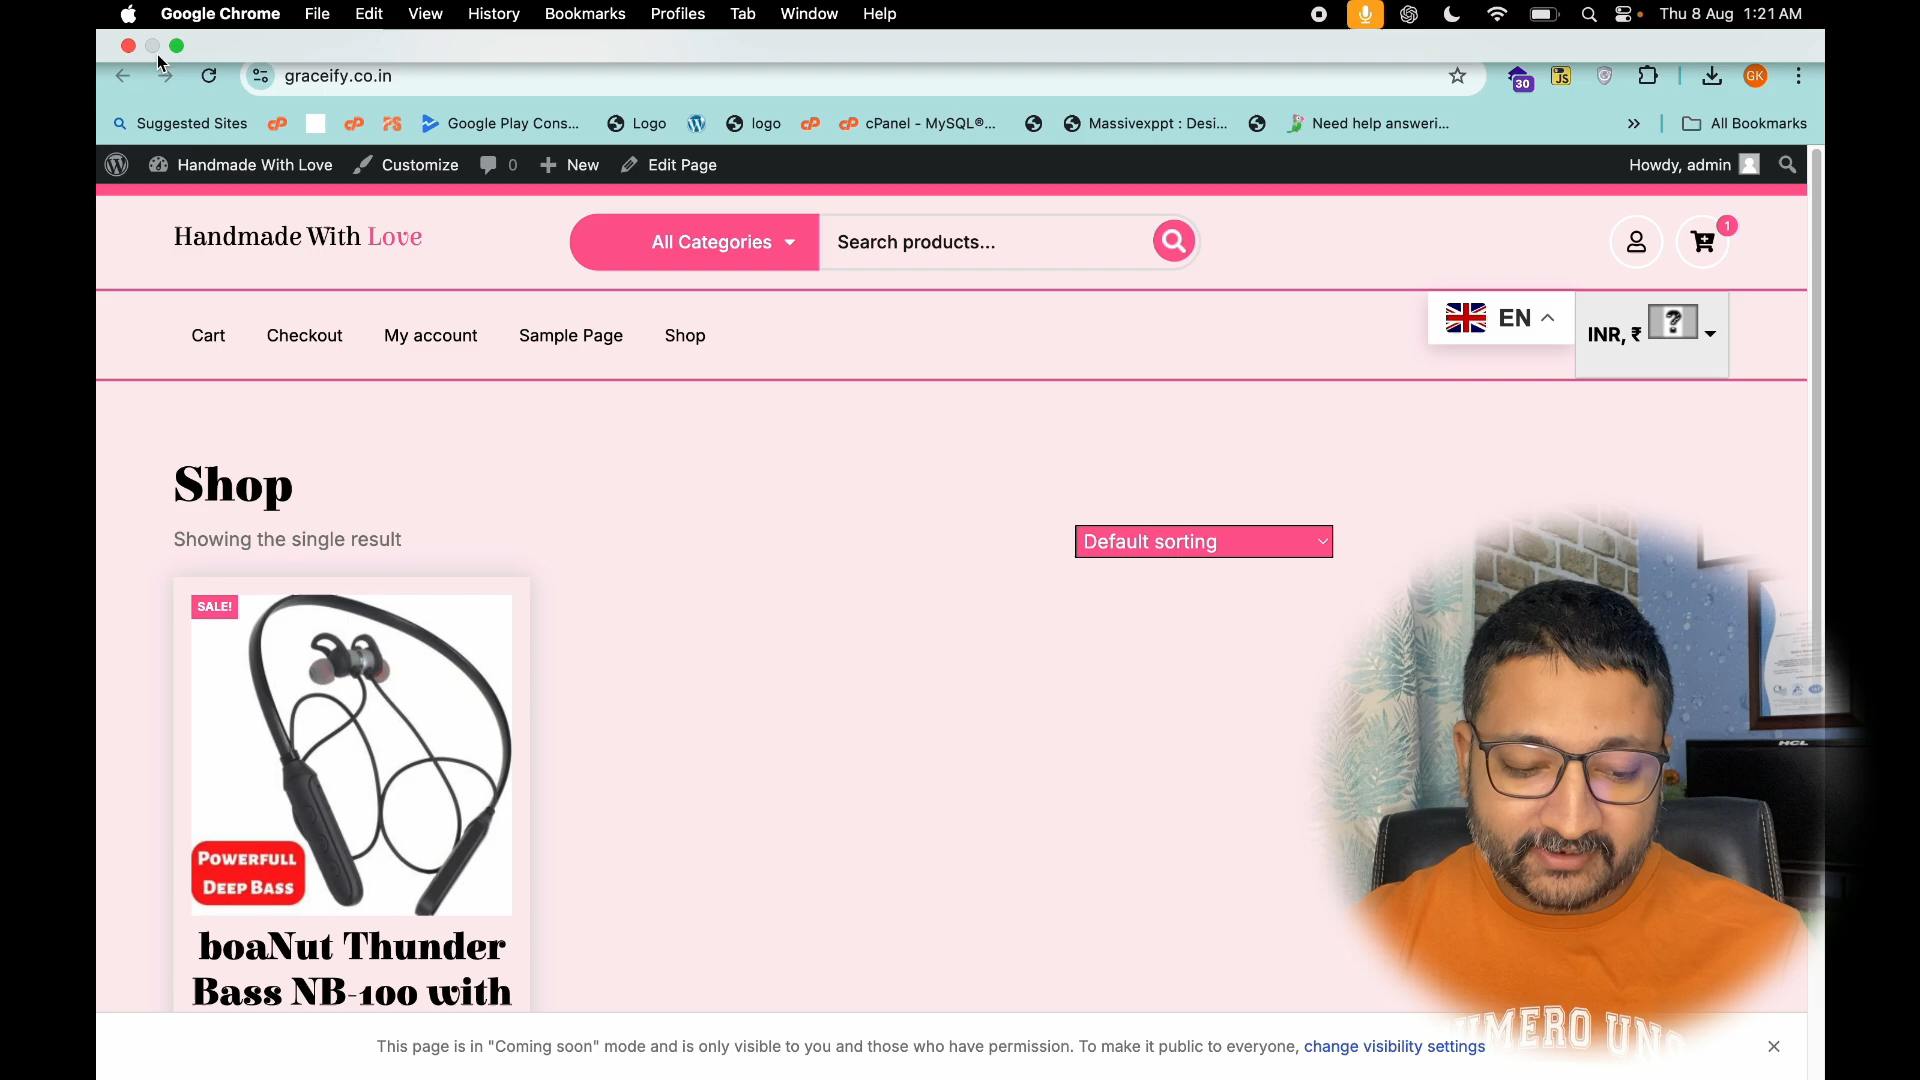 Google Chrome File Edit View History Bookmarks Profiles Tab Window Help Thu 8 Aug 1:21 AM
graceify.co.in 30 JS GK
Suggested Sites Google Play Cons... Logo logo cPanel - MySQL®... Massivexppt : Desi... Need help answeri... » All Bookmarks
Handmade With Love Customize 0 New Edit Page Howdy, admin
Handmade With Love All Categories Search products... 1
Cart Checkout My account Sample Page Shop EN INR, ₹ ?
Shop
Showing the single result Default sorting
SALE!
POWERFULL
DEEP BASS
HCL
boaNut Thunder
Bass NB-100 with
This page is in "Coming soon" mode and is only visible to you and those who have permission. To make it public to everyone, change visibility settings